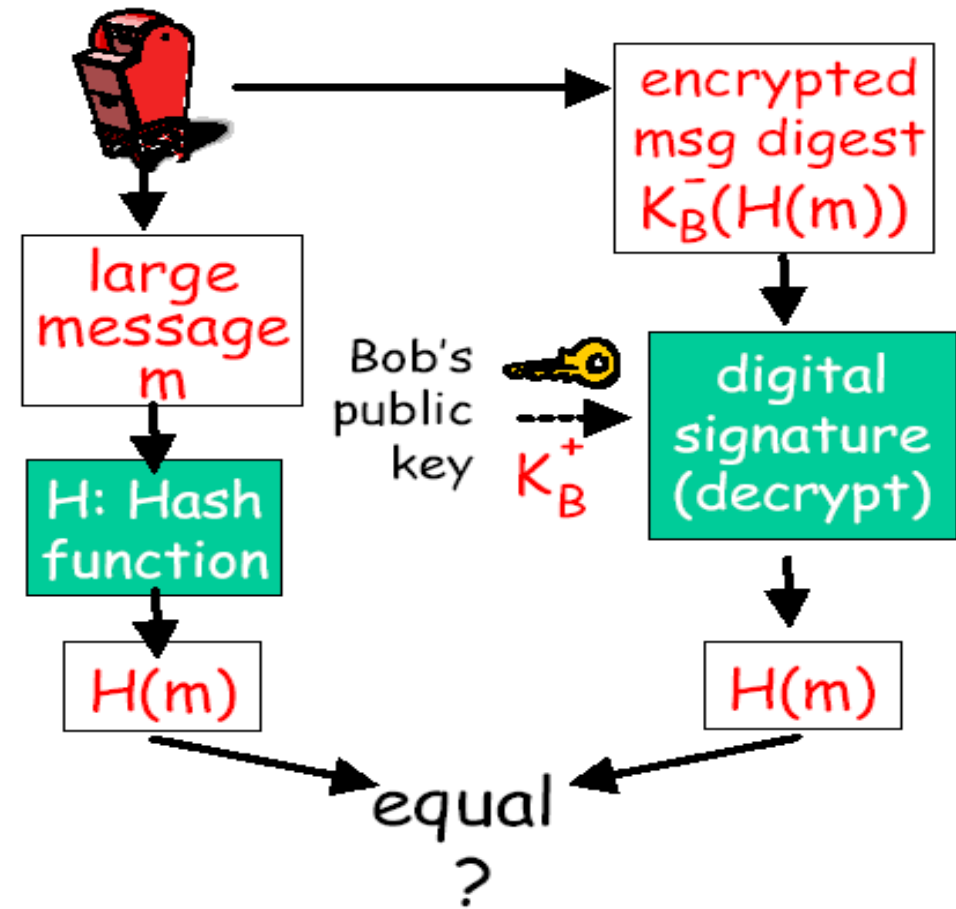 encrypted
msg digest
K_B^-(H(m))
large
message
m
Bob's
public
key
K_B^+
digital
signature
(decrypt)
H: Hash
function
H(m)
H(m)
equal
?